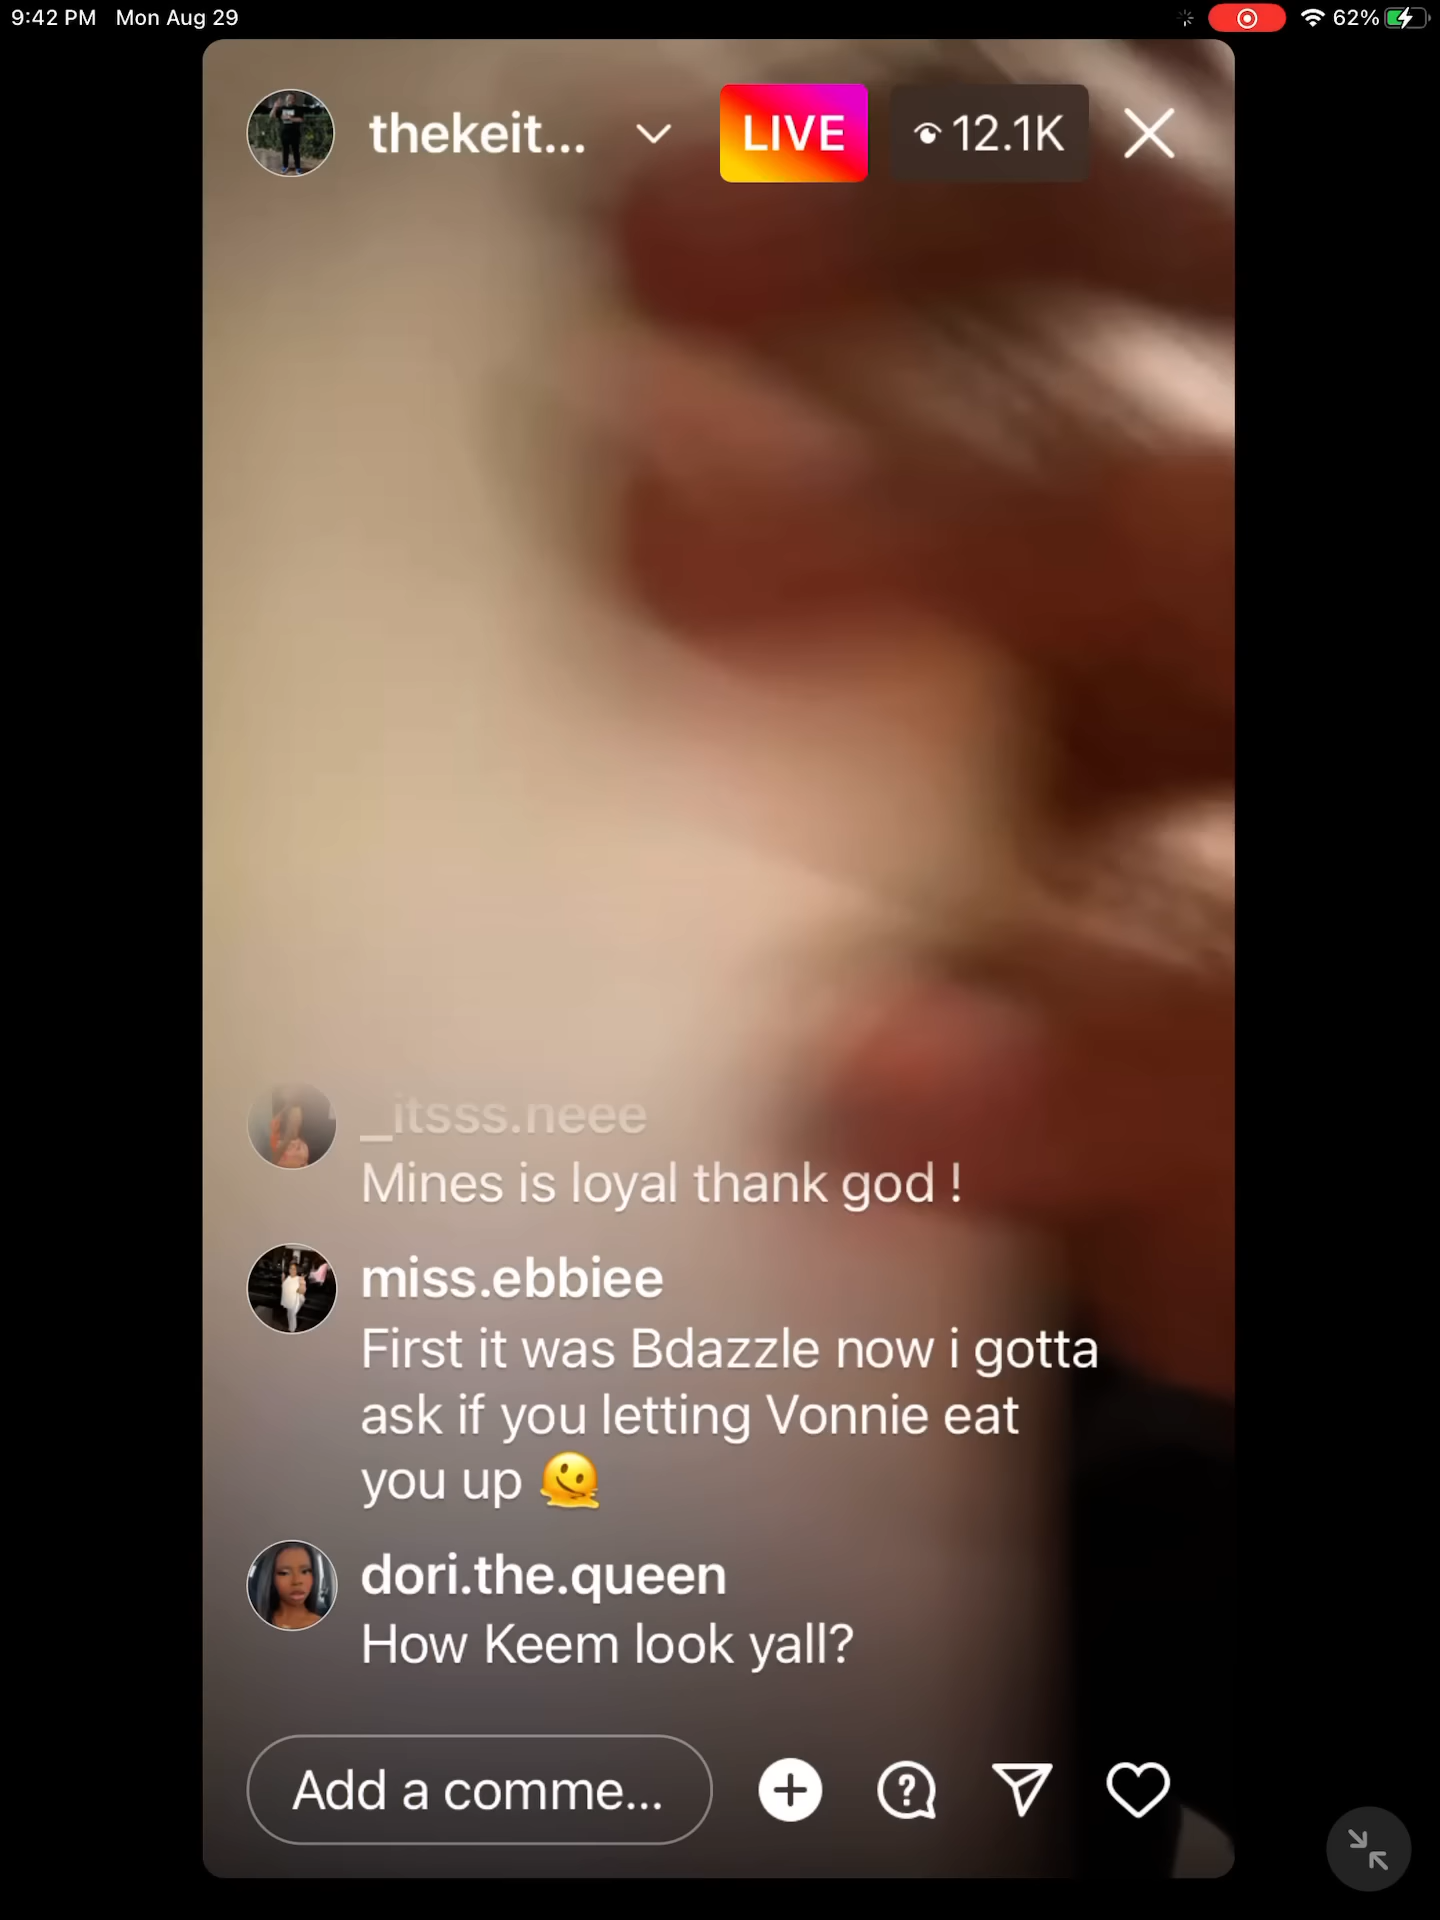 9:42 PM Mon Aug 29 62%
thekeit... LIVE 12.1K
_itsss.neee
Mines is loyal thank god !
miss.ebbiee
First it was Bdazzle now i gotta
ask if you letting Vonnie eat
you up 🫠
dori.the.queen
How Keem look yall?
Add a comme...